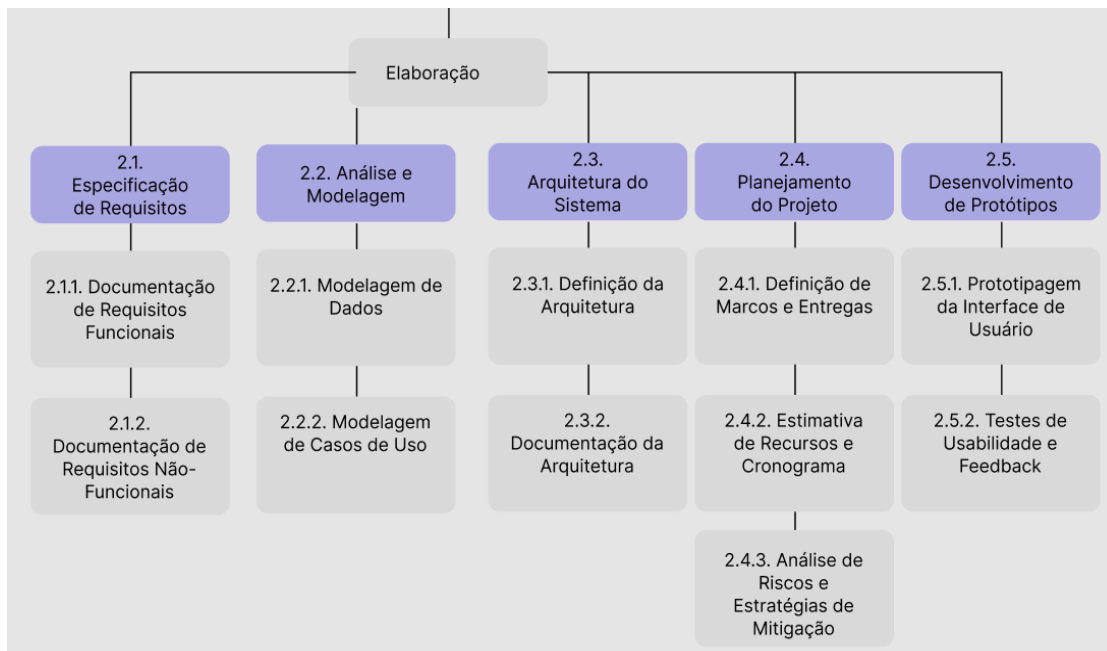 Elaboração
2.1.
Especificação
de Requisitos
2.2. Análise e
Modelagem
2.3.
Arquitetura do
Sistema
2.4.
Planejamento
do Projeto
2.5.
Desenvolvimento
de Protótipos
2.1.1. Documentação
de Requisitos
Funcionais
2.2.1. Modelagem de
Dados
2.3.1. Definição da
Arquitetura
2.4.1. Definição de
Marcos e Entregas
2.5.1. Prototipagem
da Interface de
Usuário
2.1.2.
Documentação de
Requisitos Não-
Funcionais
2.2.2. Modelagem
de Casos de Uso
2.3.2.
Documentação da
Arquitetura
2.4.2. Estimativa
de Recursos e
Cronograma
2.5.2. Testes de
Usabilidade e
Feedback
2.4.3. Análise de
Riscos e
Estratégias de
Mitigação